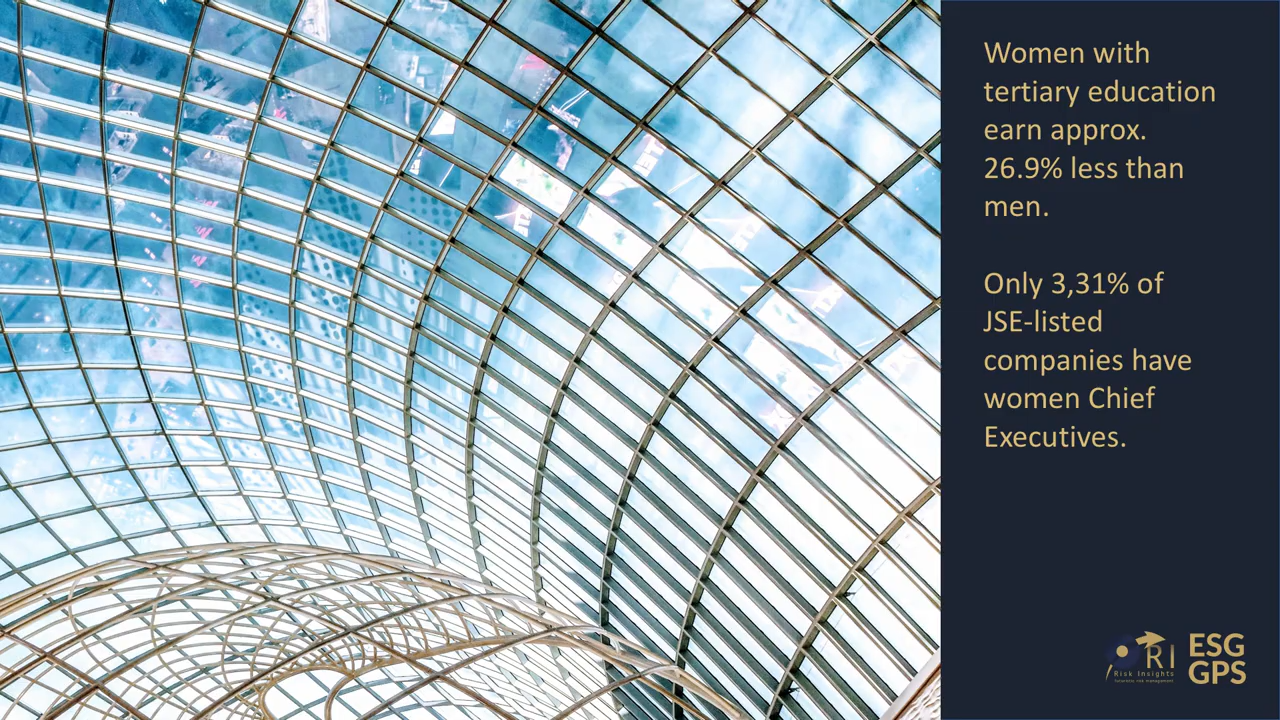 Women with
tertiary education
earn approx.
26.9% less than
men.
Only 3,31% of
JSE-listed
companies have
women Chief
Executives.
RI
Risk Insights
ESG
GPS